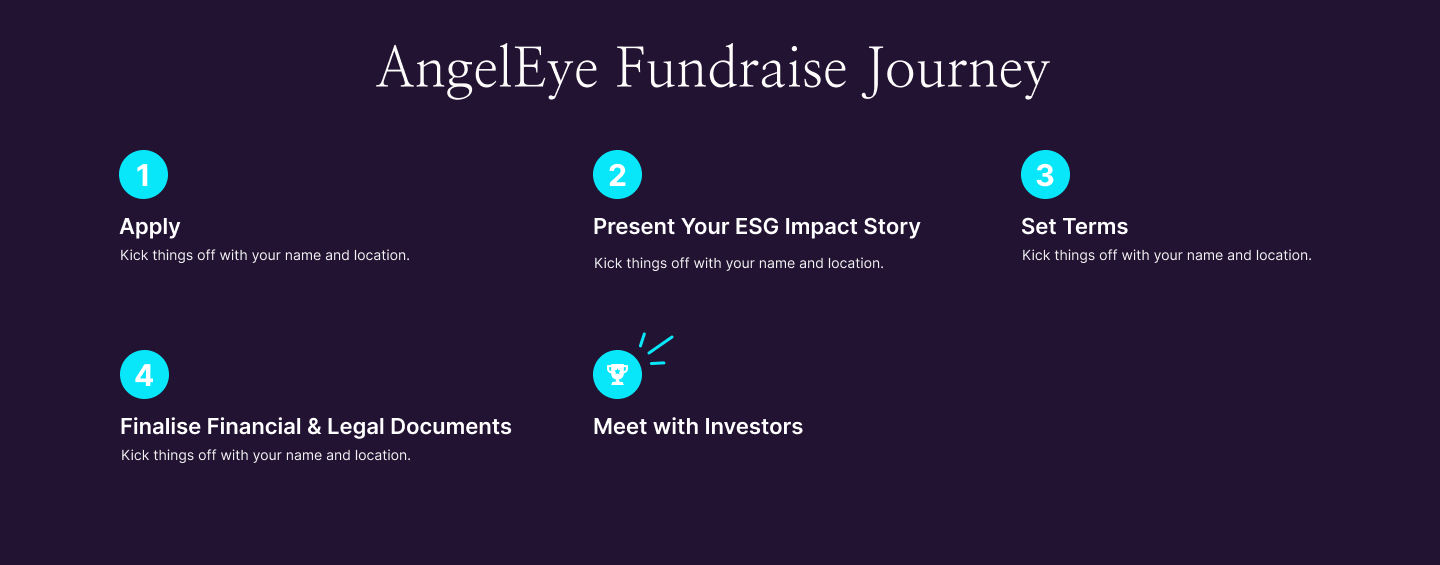 AngelEye Fundraise Journey
1
Apply
Kick things off with your name and location.
2
Present Your ESG Impact Story
Kick things off with your name and location.
3
Set Terms
Kick things off with your name and location.
4
Finalise Financial & Legal Documents
Kick things off with your name and location.
Meet with Investors